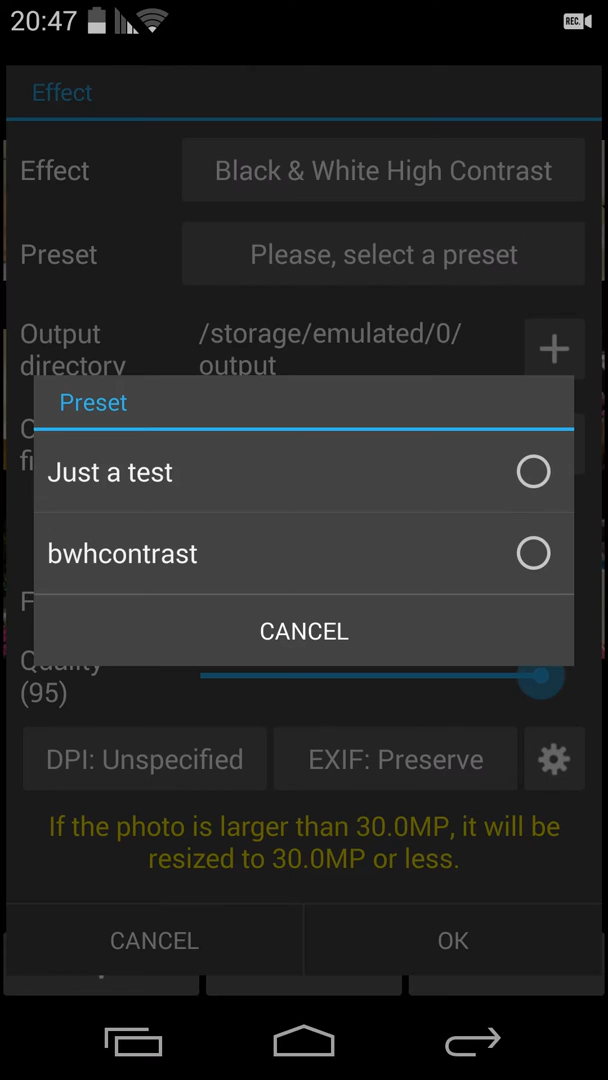 20:47
REC.
Effect
Effect
Black & White High Contrast
Preset
Please, select a preset
Output
directory
/storage/emulated/0/
output
Preset
Just a test
bwhcontrast
CANCEL
Quality
(95)
DPI: Unspecified
EXIF: Preserve
If the photo is larger than 30.0MP, it will be
resized to 30.0MP or less.
CANCEL
OK